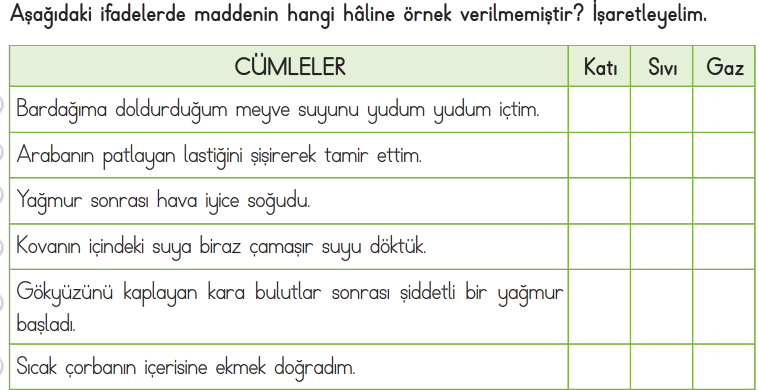 Aşağıdaki ifadelerde maddenin hangi hâline örnek verilmemiştir? İşaretleyelim.
CÜMLELER Katı Sıvı Gaz
Bardağıma doldurduğum meyve suyunu yudum yudum içtim.
Arabanın patlayan lastiğini şişirerek tamir ettim.
Yağmur sonrası hava iyice soğudu.
Kovanın içindeki suya biraz çamaşır suyu döktük.
Gökyüzünü kaplayan kara bulutlar sonrası şiddetli bir yağmur
başladı.
Sıcak çorbanın içerisine ekmek doğradım.